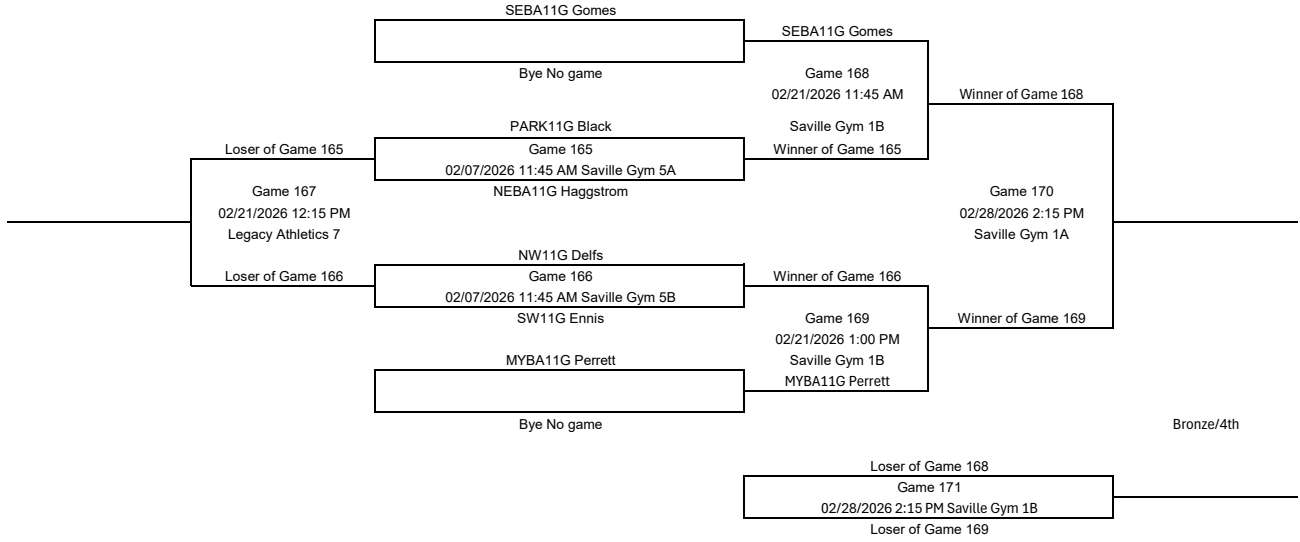 SEBA11G Gomes
SEBA11G Gomes
Bye No game
Game 168
02/21/2026 11:45 AM
Winner of Game 168
PARK11G Black
Saville Gym 1B
Loser of Game 165
Game 165
Winner of Game 165
02/07/2026 11:45 AM Saville Gym 5A
Game 167
NEBA11G Haggstrom
Game 170
02/21/2026 12:15 PM
02/28/2026 2:15 PM
Legacy Athletics 7
Saville Gym 1A
NW11G Delfs
Loser of Game 166
Game 166
Winner of Game 166
02/07/2026 11:45 AM Saville Gym 5B
SW11G Ennis
Game 169
Winner of Game 169
02/21/2026 1:00 PM
MYBA11G Perrett
Saville Gym 1B
MYBA11G Perrett
Bye No game
Bronze/4th
Loser of Game 168
Game 171
02/28/2026 2:15 PM Saville Gym 1B
Loser of Game 169